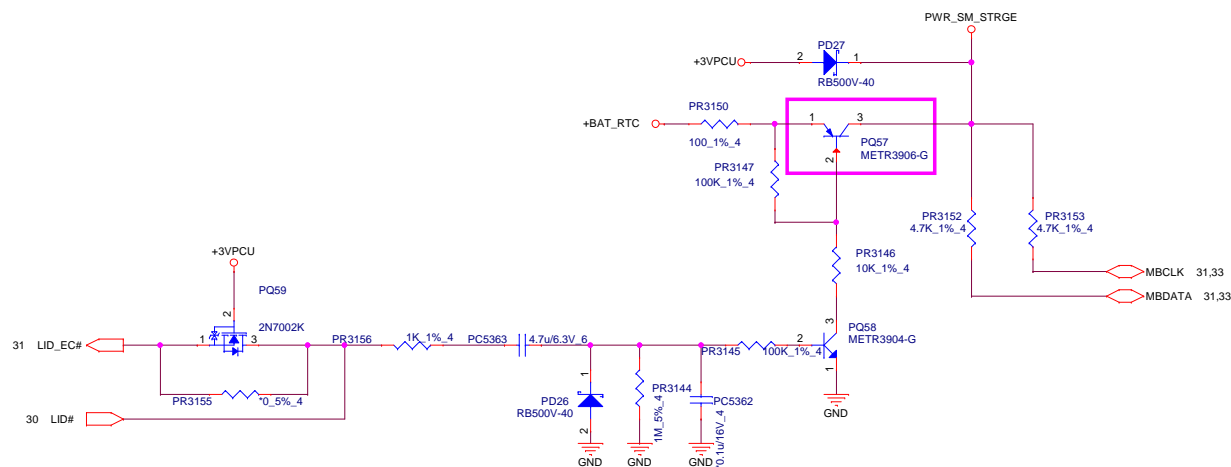 PWR_SM_STRGE
PD27
+3VPCU
2
1
RB500V-40
PR3150
+BAT_RTC
100_1%_4
1
3
PQ57
METR3906-G
2
PR3147
100K_1%_4
PR3152
4.7K_1%_4
PR3153
4.7K_1%_4
PR3146
10K_1%_4
MBCLK 31,33
MBDATA 31,33
+3VPCU
PQ59
2
2N7002K
1
3
31 LID_EC#
PR3156
1K_1%_4
PC5363
4.7u/6.3V_6
PR3145
100K_1%_4
2
3
PQ58
METR3904-G
1
GND
PR3155
*0_5%_4
30 LID#
1
PD26
RB500V-40
2
GND
PR3144
1M_5%_4
GND
PC5362
*0.1u/16V_4
GND